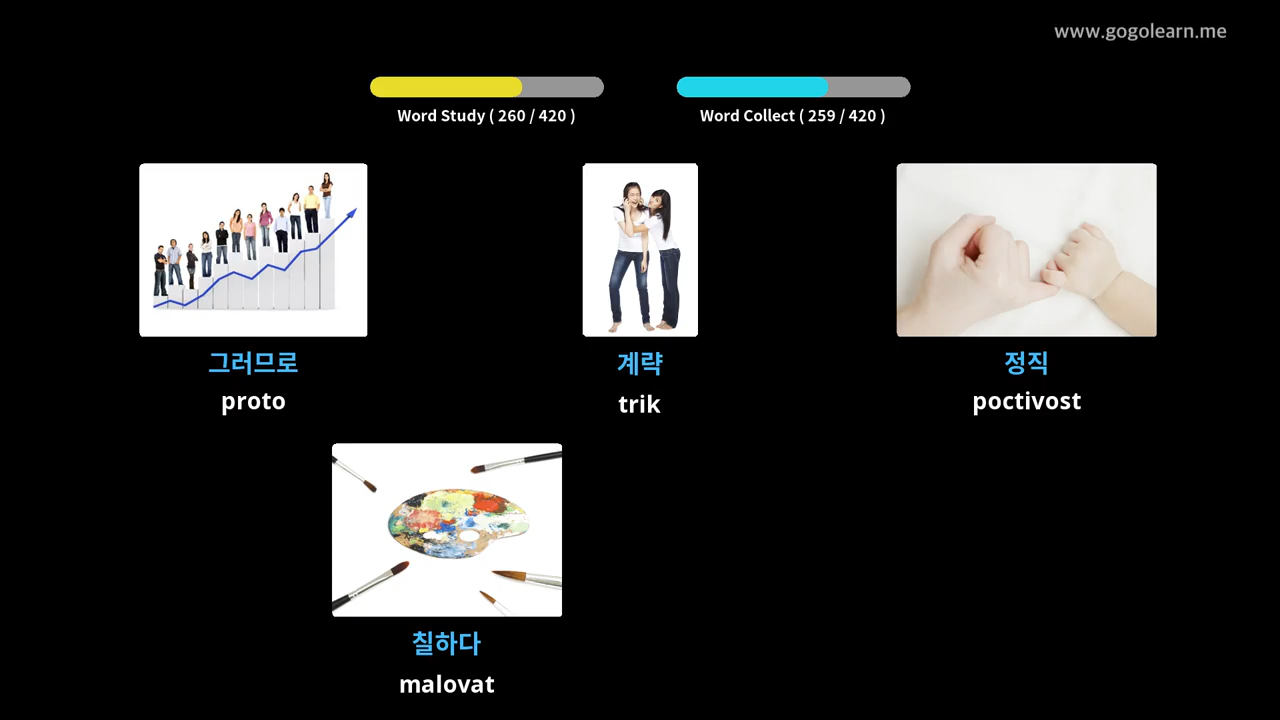 www.gogolearn.me
Word Study ( 260 / 420 )
Word Collect ( 259 / 420 )
그러므로
proto
계략
trik
정직
poctivost
칠하다
malovat